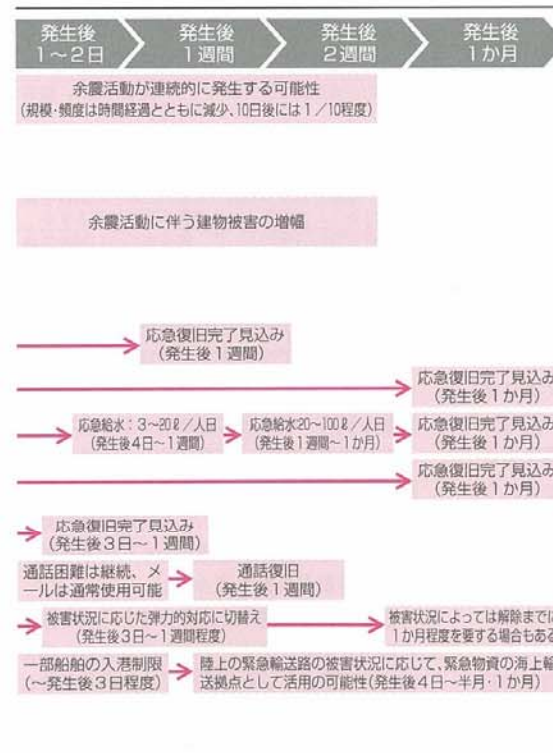 発生後
1～2日
発生後
1週間
発生後
2週間
発生後
1か月
余震活動が連続的に発生する可能性
(規模・頻度は時間経過とともに減少、10日後には1／10程度)
余震活動に伴う建物被害の増幅
応急復旧完了見込み
(発生後1週間)
応急復旧完了見込み
(発生後1か月)
応急給水：3～20ℓ／人日
(発生後4日～1週間)
応急給水20～100ℓ／人日
(発生後1週間～1か月)
応急復旧完了見込み
(発生後1か月)
応急復旧完了見込み
(発生後1か月)
応急復旧完了見込み
(発生後3日～1週間)
通話困難は継続、メ
ールは通常使用可能
通話復旧
(発生後1週間)
被害状況に応じた弾力的対応に切替え
(発生後3日～1週間程度)
被害状況によっては解除までに
1か月程度を要する場合もある
一部船舶の入港制限
(～発生後3日程度)
陸上の緊急輸送路の被害状況に応じて、緊急物資の海上輸
送拠点として活用の可能性(発生後4日～半月・1か月)